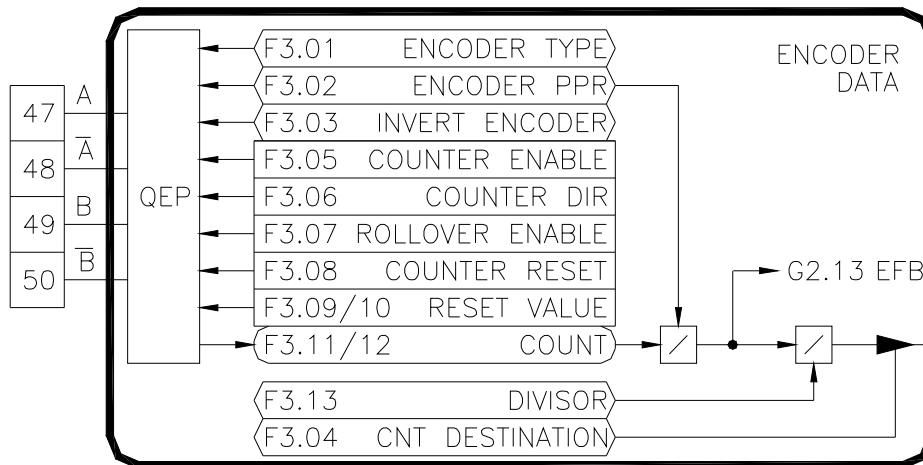 ENCODER
DATA
47 A
48 A̅
49 B
50 B̅
QEP
F3.01 ENCODER TYPE
F3.02 ENCODER PPR
F3.03 INVERT ENCODER
F3.05 COUNTER ENABLE
F3.06 COUNTER DIR
F3.07 ROLLOVER ENABLE
F3.08 COUNTER RESET
F3.09/10 RESET VALUE
F3.11/12 COUNT
F3.13 DIVISOR
F3.04 CNT DESTINATION
/
/
G2.13 EFB